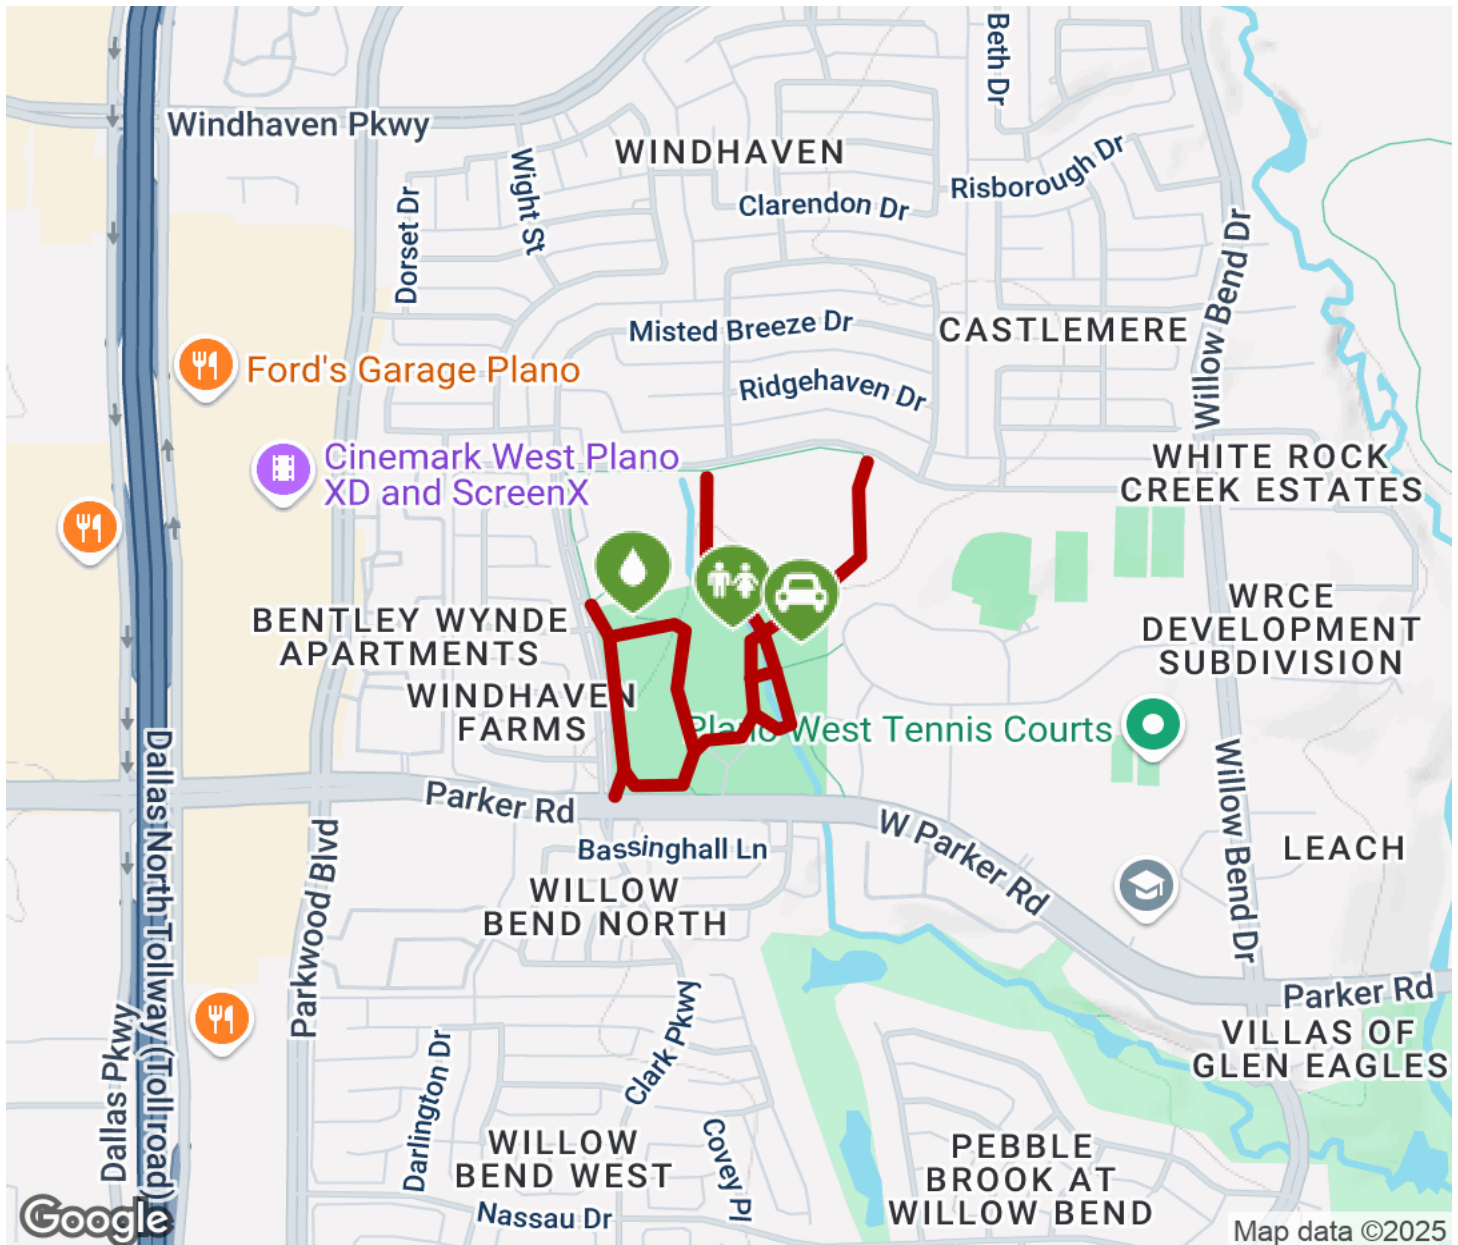 Beth Dr
Windhaven Pkwy
WINDHAVEN
Wight St
Risborough Dr
Clarendon Dr
Dorset Dr
Willow Bend Dr
Misted Breeze Dr
CASTLEMERE
Ford's Garage Plano
Ridgehaven Dr
Cinemark West Plano
XD and ScreenX
WHITE ROCK
CREEK ESTATES
BENTLEY WYNDE
APARTMENTS
WRCE
DEVELOPMENT
SUBDIVISION
WINDHAVEN
FARMS
Plano West Tennis Courts
Dallas North Tollway (Toll road)
Willow Bend Dr
Parker Rd
W Parker Rd
Parkwood Blvd
Bassinghall Ln
LEACH
WILLOW
BEND NORTH
Parker Rd
Dallas Pkwy
Clark Pkwy
VILLAS OF
GLEN EAGLES
Darlington Dr
WILLOW
BEND WEST
Covey Pl
PEBBLE
BROOK AT
WILLOW BEND
Nassau Dr
Google
Map data ©2025